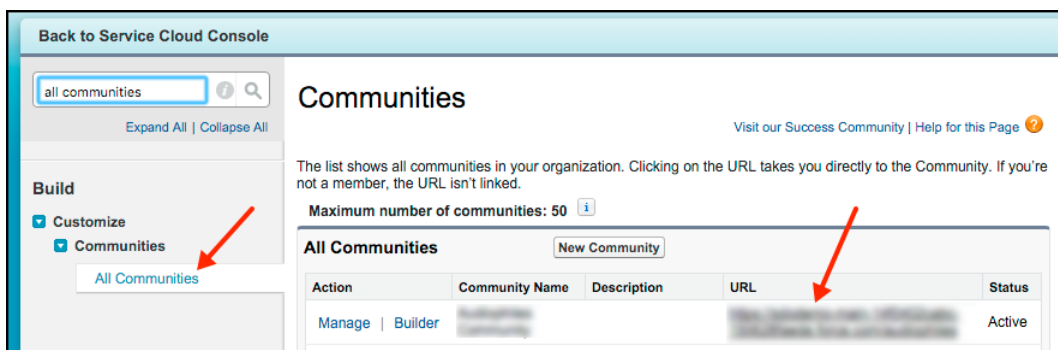 Back to Service Cloud Console
all communities
Expand All | Collapse All
Build
Customize
Communities
All Communities
Communities
Visit our Success Community | Help for this Page
The list shows all communities in your organization. Clicking on the URL takes you directly to the Community. If you're
not a member, the URL isn't linked.
Maximum number of communities: 50
All Communities New Community
Action Community Name Description URL Status
Manage | Builder Active